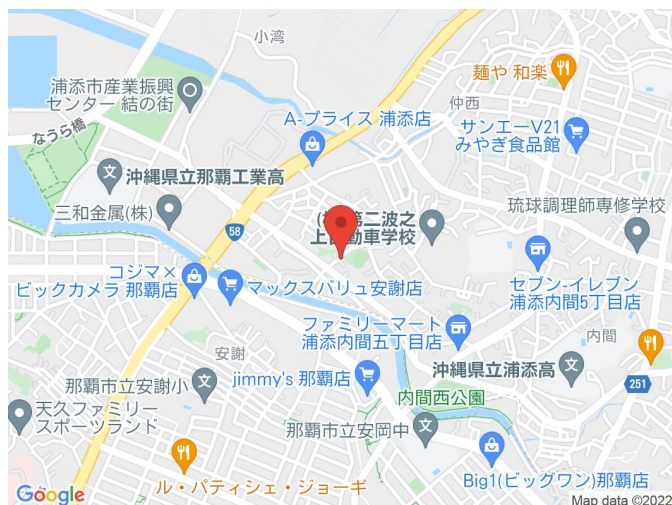 小湾
麺や 和楽
浦添市産業振興
センター 結の街
仲西
A-プライス 浦添店
サンエーV21
みやぎ食品館
なうら橋
沖縄県立那覇工業高
三和金属(株)
58
第二波之
上自動車学校
琉球調理師専修学校
コジマ×
ビックカメラ 那覇店
マックスバリュ安謝店
セブン-イレブン
浦添内間5丁目店
ファミリーマート
浦添内間五丁目店
内間
安謝
那覇市立安謝小
jimmy's 那覇店
沖縄県立浦添高
251
内間西公園
天久ファミリー
スポーツランド
那覇市立安岡中
ル・パティシェ・ジョーギ
Big1(ビッグワン)那覇店
Google
Map data ©2022